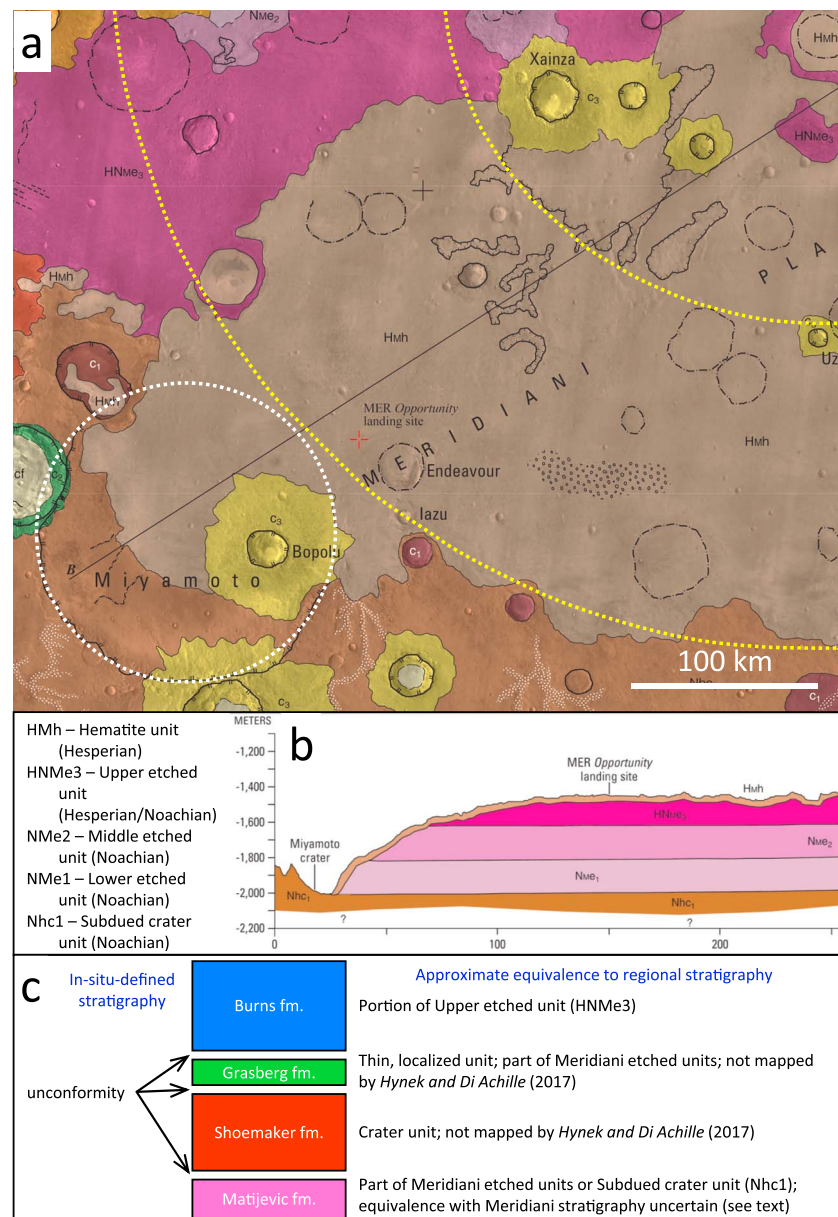 a
NMe2
HMh
Xainza
c3
HNMe3
HNMe3
P L A
HMh
HMh
c1
HMh
Uz
MER Opportunity
landing site
M E R I D I A N I
HMh
cf
c2
Endeavour
Iazu
c3
Bopolu
c1
B
Miyamoto
100 km
c3
Nhc
c1
HMh – Hematite unit
(Hesperian)
HNMe3 – Upper etched
unit
(Hesperian/Noachian)
NMe2 – Middle etched
unit (Noachian)
NMe1 – Lower etched
unit (Noachian)
Nhc1 – Subdued crater
unit (Noachian)
b
METERS
-1,200
-1,400
-1,600
-1,800
-2,000
-2,200
0
100
200
MER Opportunity
landing site
HMh
HNMe3
Miyamoto
crater
NMe2
NMe1
Nhc1
Nhc1
?
?
c
In-situ-defined
stratigraphy
Approximate equivalence to regional stratigraphy
Burns fm.
Portion of Upper etched unit (HNMe3)
unconformity
Grasberg fm.
Thin, localized unit; part of Meridiani etched units; not mapped
by Hynek and Di Achille (2017)
Shoemaker fm.
Crater unit; not mapped by Hynek and Di Achille (2017)
Matijevic fm.
Part of Meridiani etched units or Subdued crater unit (Nhc1);
equivalence with Meridiani stratigraphy uncertain (see text)